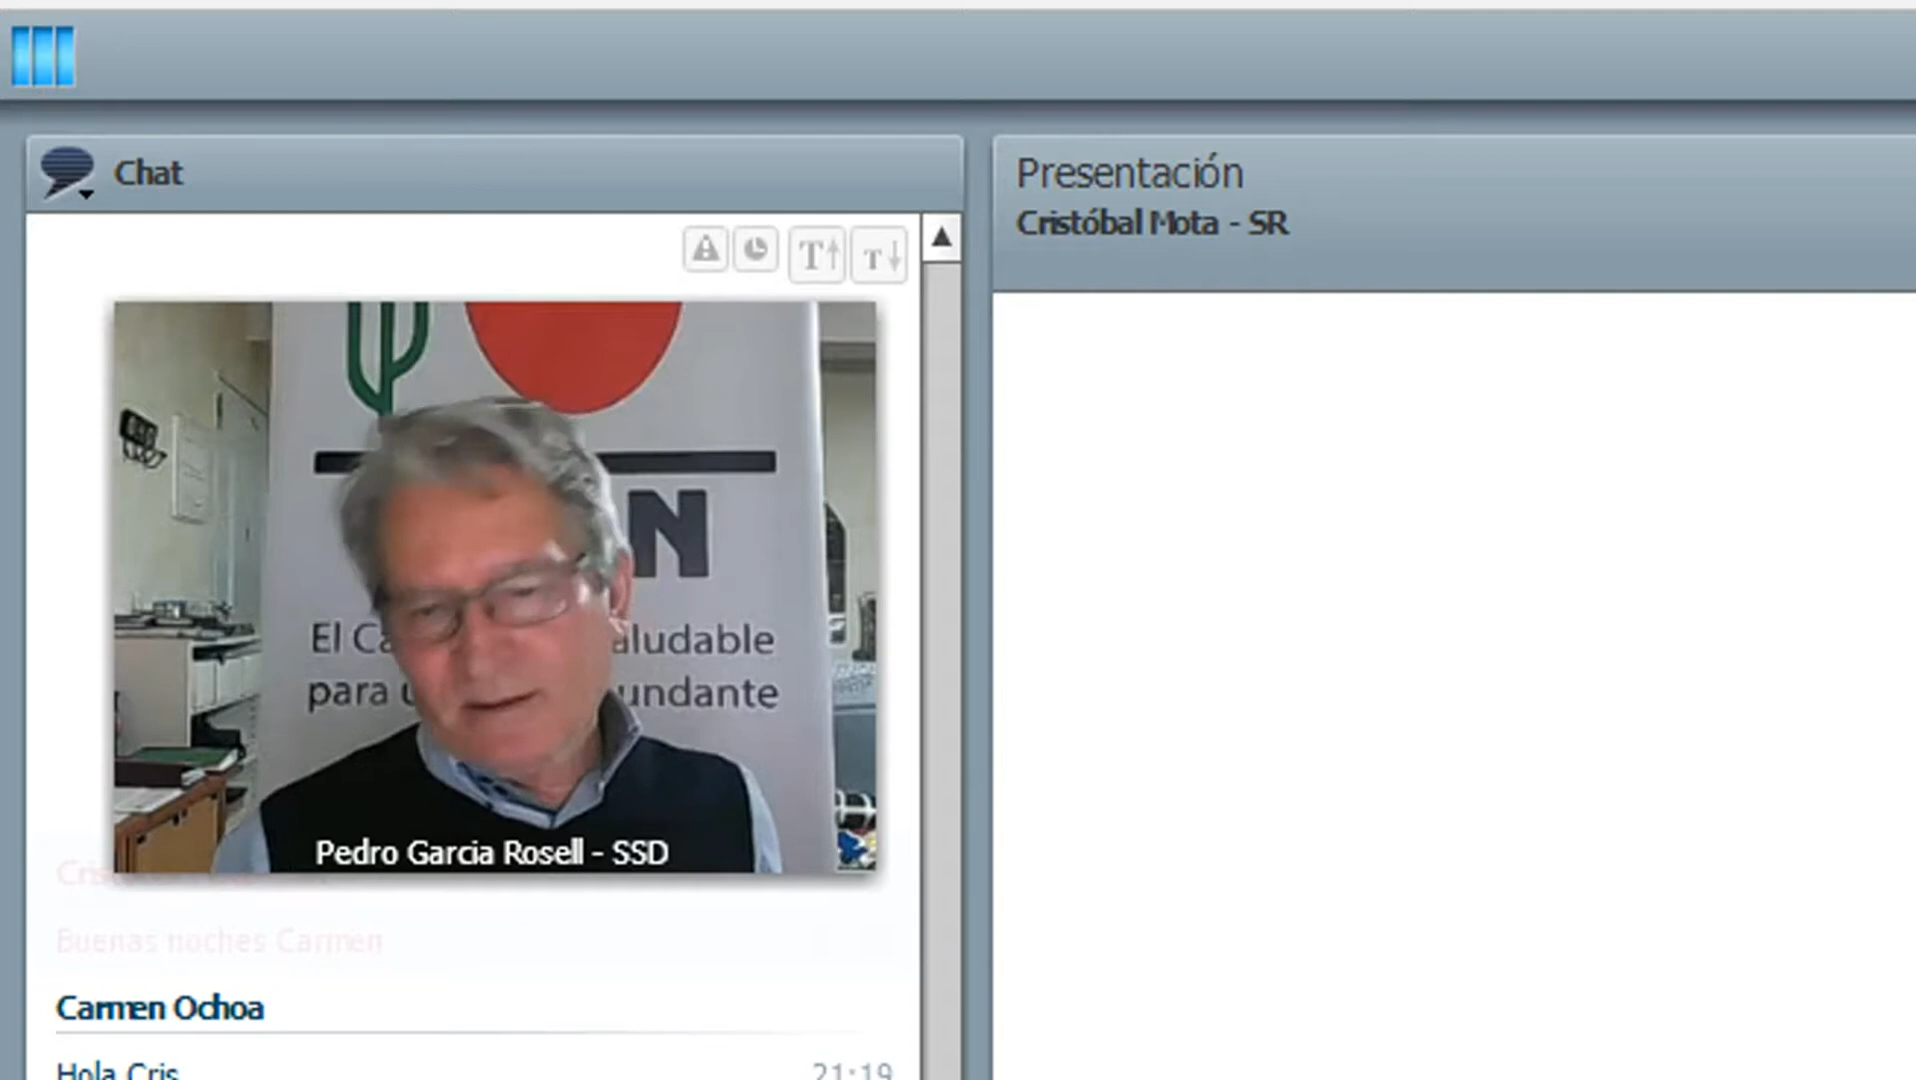 Chat
Presentación
Cristóbal Mota - SR
T T
N
El Ca aludable
para u undante
Pedro Garcia Rosell - SSD
Cris
Buenas noches Carmen
Carmen Ochoa
Hola Cris
21:19